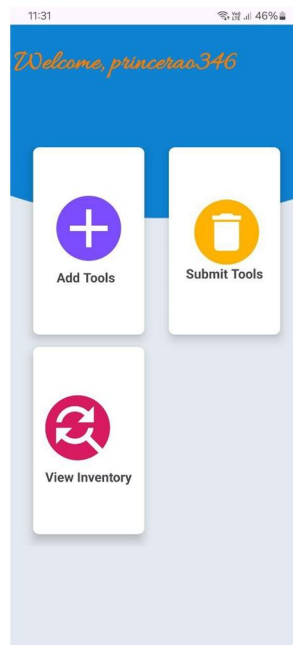 11:31
46%
Welcome, princerao346
Add Tools
Submit Tools
View Inventory